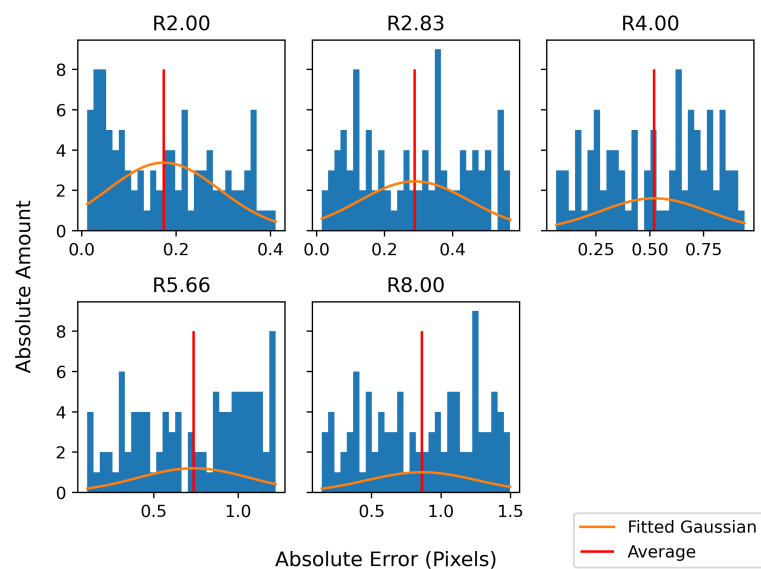 R2.00 R2.83 R4.00
8
6
4
2
0
0.0 0.2 0.4 0.0 0.2 0.4 0.25 0.50 0.75
Absolute Amount
R5.66 R8.00
8
6
4
2
0
0.5 1.0 0.5 1.0 1.5
Absolute Error (Pixels)
Fitted Gaussian
Average